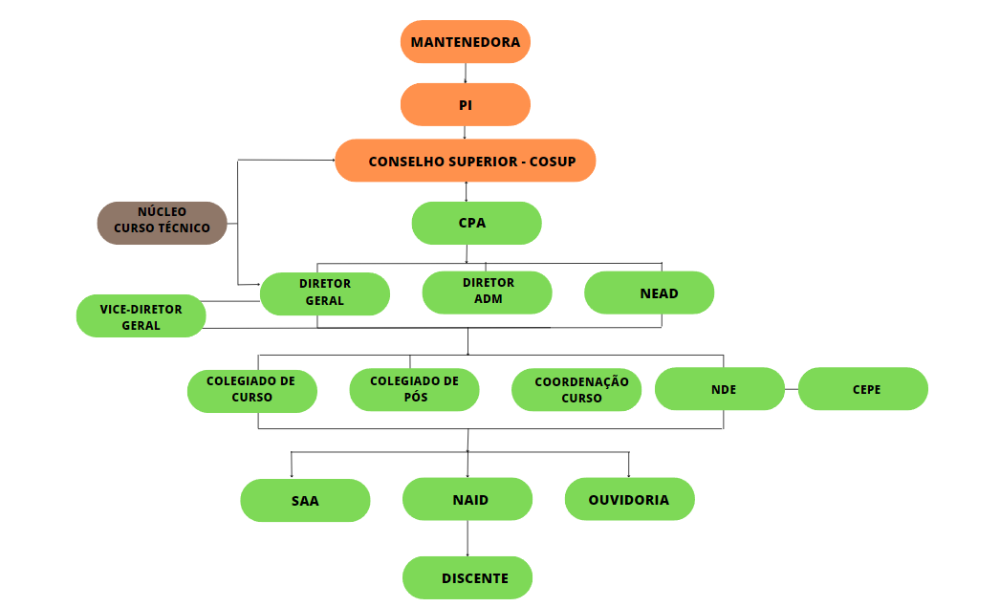 MANTENEDORA
PI
CONSELHO SUPERIOR - COSUP
NÚCLEO
CURSO TÉCNICO
CPA
DIRETOR
GERAL
DIRETOR
ADM
NEAD
VICE-DIRETOR
GERAL
COLEGIADO DE
CURSO
COLEGIADO DE
PÓS
COORDENAÇÃO
CURSO
NDE
CEPE
SAA
NAID
OUVIDORIA
DISCENTE